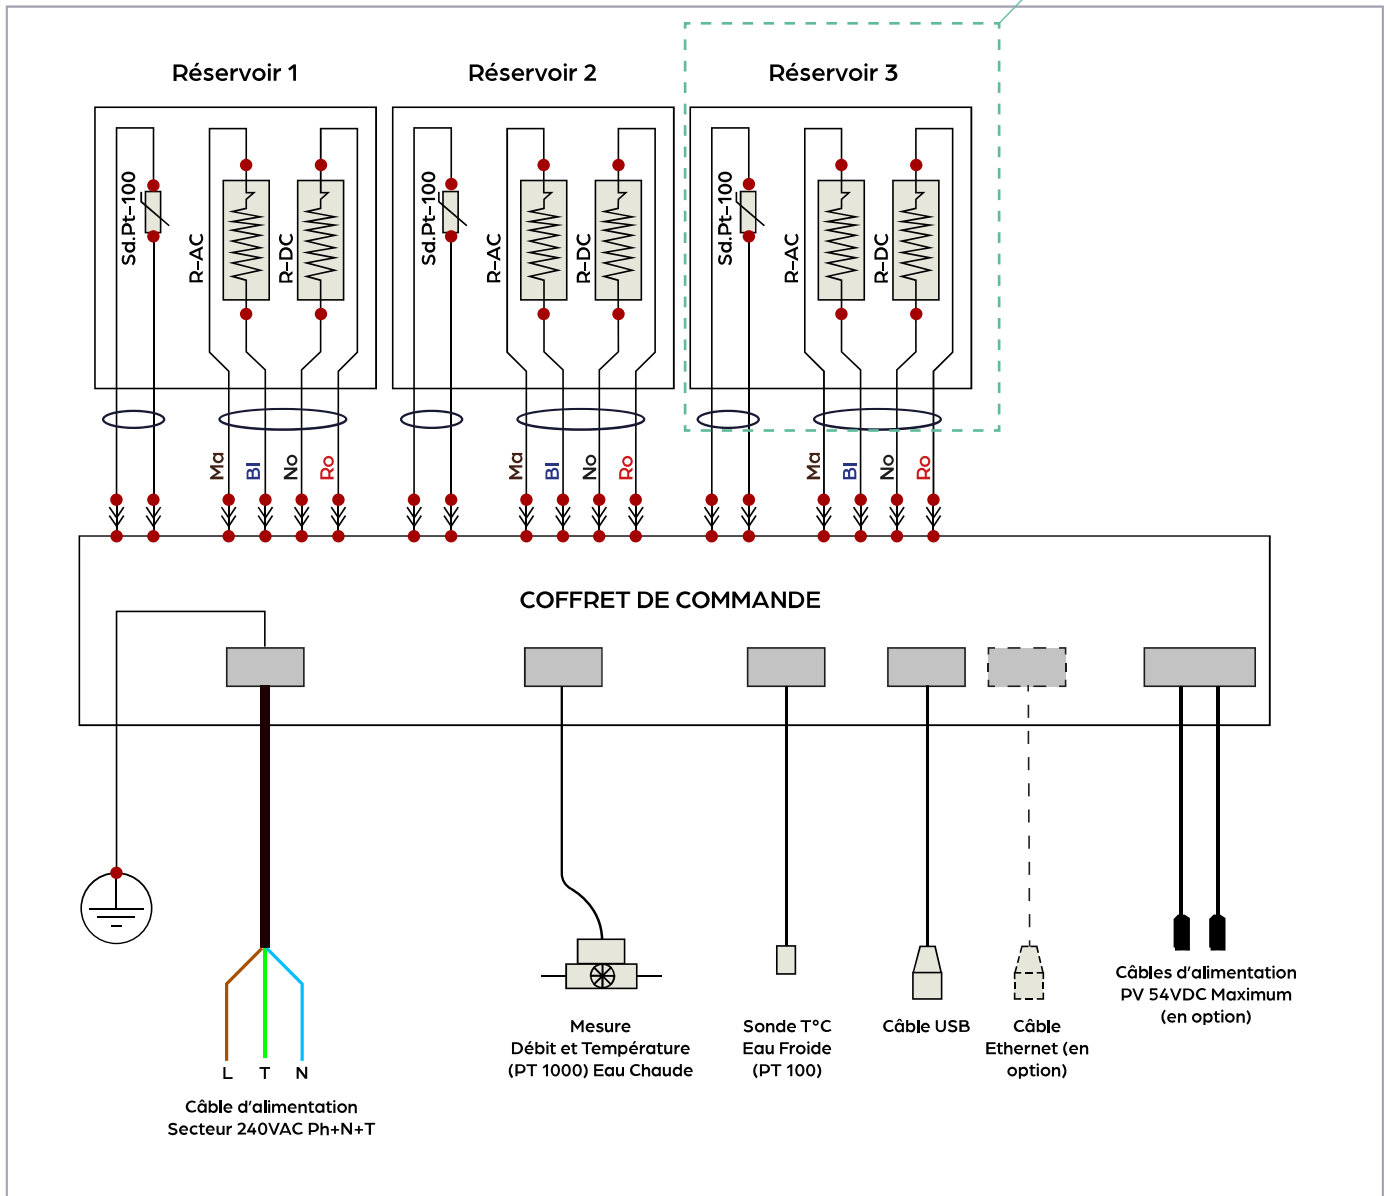 Réservoir 1
Réservoir 2
Réservoir 3
Sd.Pt-100
R-AC
R-DC
Sd.Pt-100
R-AC
R-DC
Sd.Pt-100
R-AC
R-DC
Ma
Bl
No
Ro
Ma
Bl
No
Ro
Ma
Bl
No
Ro
COFFRET DE COMMANDE
L T N
Câble d'alimentation
Secteur 240VAC Ph+N+T
Mesure
Débit et Température
(PT 1000) Eau Chaude
Sonde T°C
Eau Froide
(PT 100)
Câble USB
Câble
Ethernet (en
option)
Câbles d'alimentation
PV 54VDC Maximum
(en option)